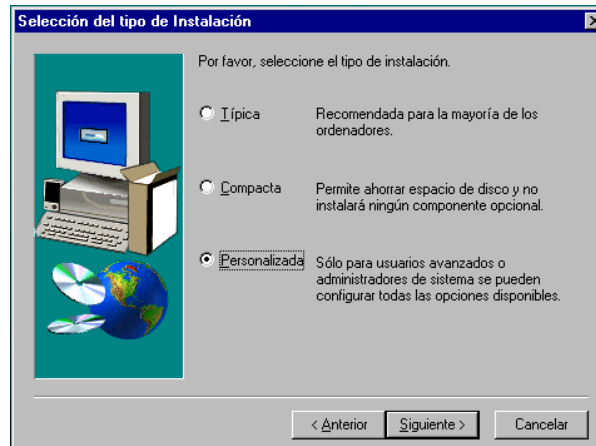 Selección del tipo de Instalación
Por favor, seleccione el tipo de instalación.
Típica
Recomendada para la mayoría de los
ordenadores.
Compacta
Permite ahorrar espacio de disco y no
instalará ningún componente opcional.
Personalizada
Sólo para usuarios avanzados o
administradores de sistema se pueden
configurar todas las opciones disponibles.
< Anterior
Siguiente >
Cancelar